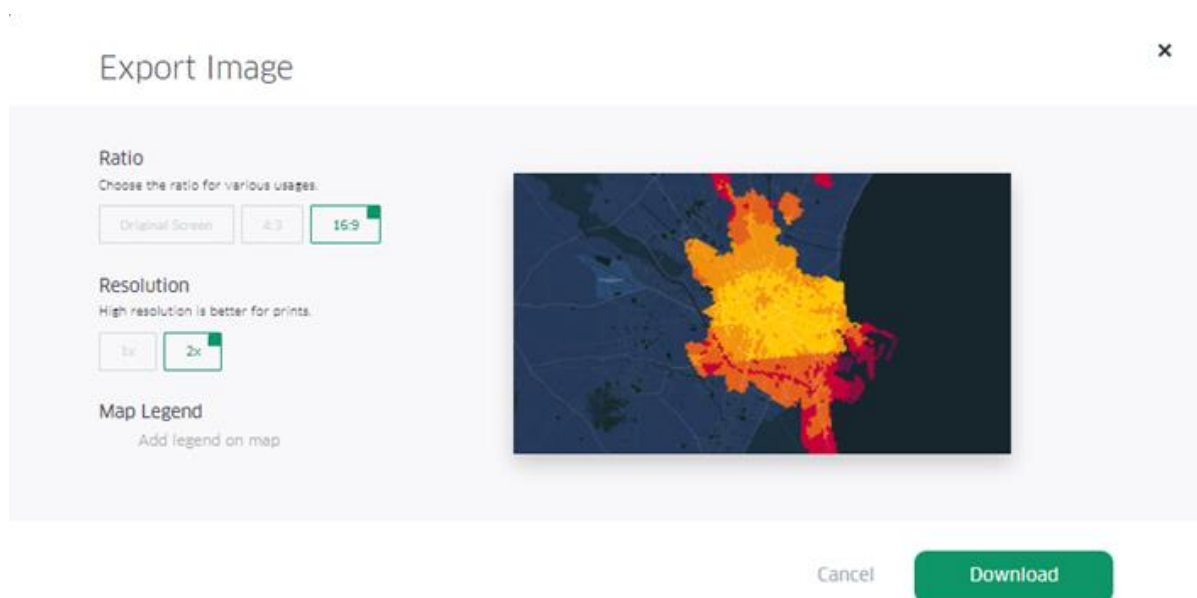 Export Image
×
Ratio
Choose the ratio for various usages.
Original Screen 4:3 16:9
Resolution
High resolution is better for prints.
1x 2x
Map Legend
Add legend on map
Cancel Download